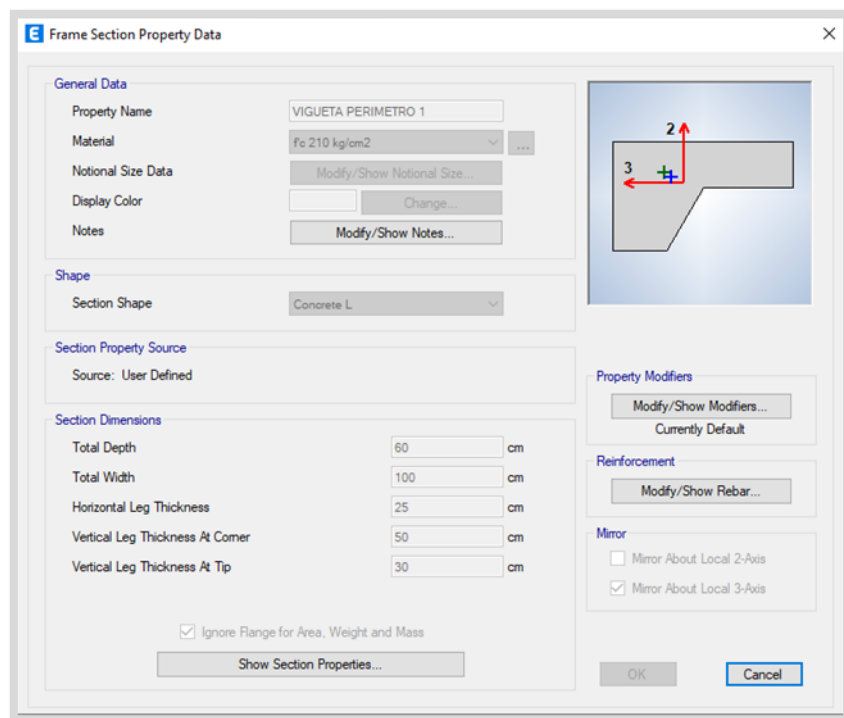 E Frame Section Property Data
General Data
Property Name VIGUETA PERIMETRO 1
Material f'c 210 kg/cm2 ...
Notional Size Data Modify/Show Notional Size...
Display Color Change...
Notes Modify/Show Notes...
Shape
Section Shape Concrete L
Section Property Source
Source: User Defined
Section Dimensions
Total Depth 60 cm
Total Width 100 cm
Horizontal Leg Thickness 25 cm
Vertical Leg Thickness At Corner 50 cm
Vertical Leg Thickness At Tip 30 cm
Ignore Flange for Area, Weight and Mass
Show Section Properties...
2
3
Property Modifiers
Modify/Show Modifiers...
Currently Default
Reinforcement
Modify/Show Rebar...
Mirror
Mirror About Local 2-Axis
Mirror About Local 3-Axis
OK Cancel